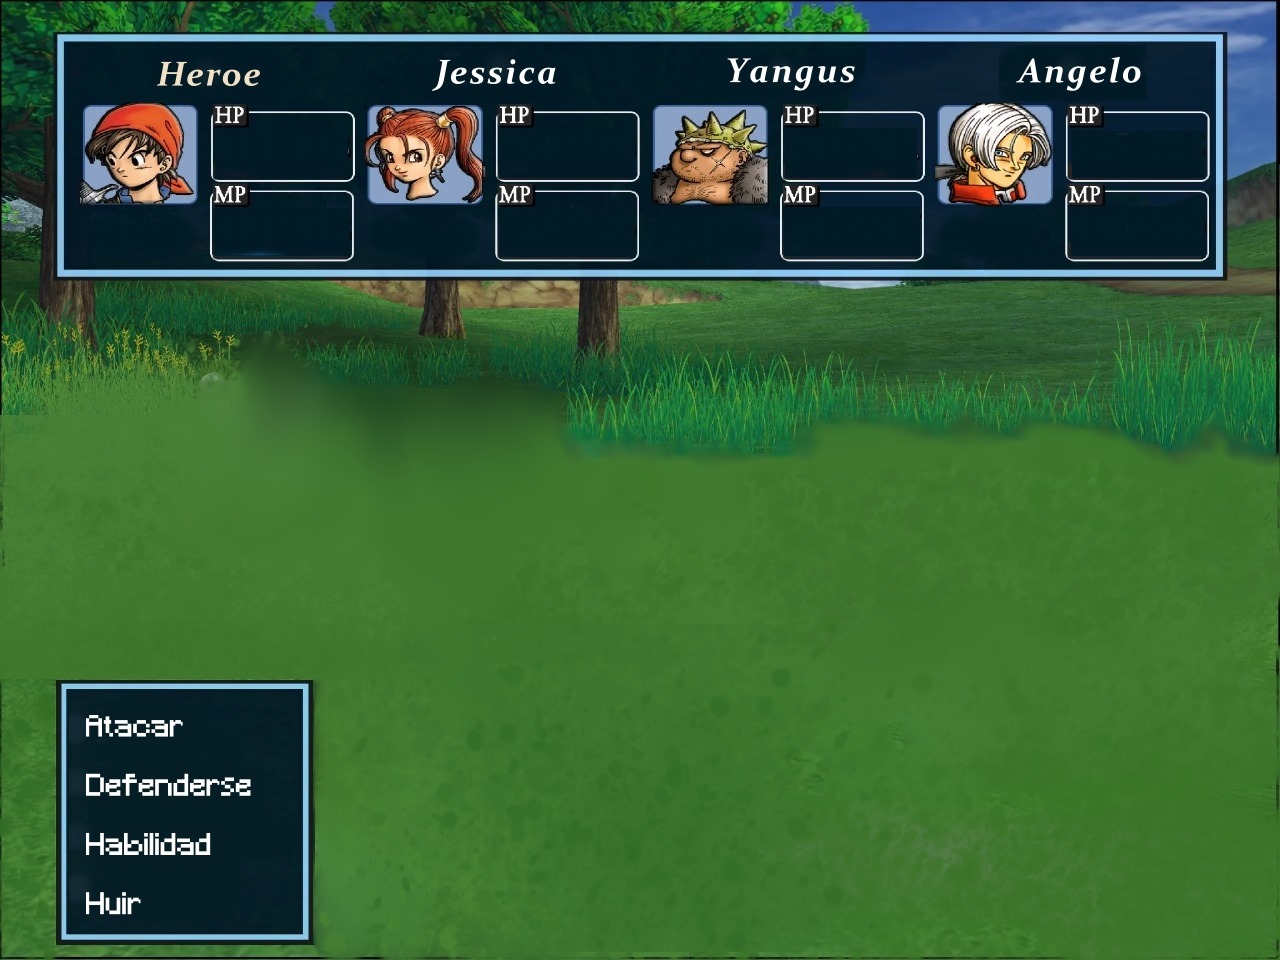 Heroe Jessica Yangus Angelo
HP HP HP HP
MP MP MP MP
Atacar
Defenderse
Habilidad
Huir